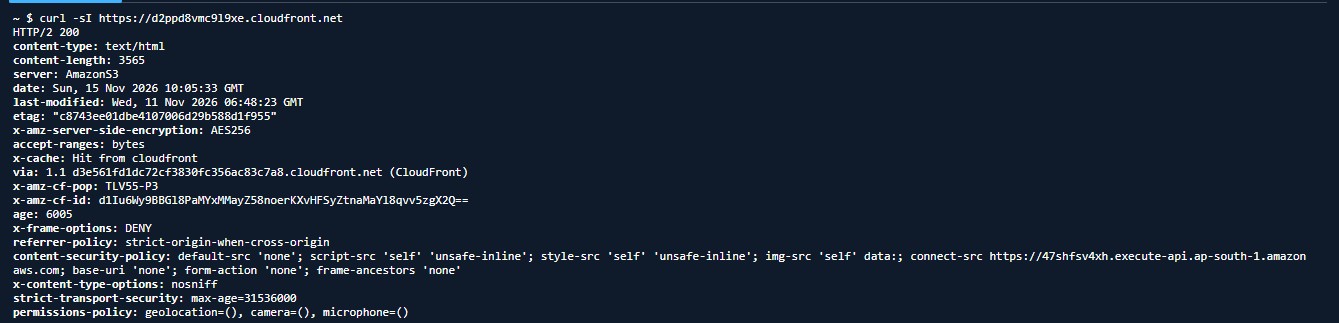 ~ $ curl -sI https://d2ppd8vmc9l9xe.cloudfront.net
HTTP/2 200
content-type: text/html
content-length: 3565
server: AmazonS3
date: Sun, 15 Nov 2026 10:05:33 GMT
last-modified: Wed, 11 Nov 2026 06:48:23 GMT
etag: "c8743ee01dbe4107006d29b588d1f955"
x-amz-server-side-encryption: AES256
accept-ranges: bytes
x-cache: Hit from cloudfront
via: 1.1 d3e561fd1dc72cf3830fc356ac83c7a8.cloudfront.net (CloudFront)
x-amz-cf-pop: TLV55-P3
x-amz-cf-id: d1Iu6Wy9BBGl8PaMYxMMayZ58noerKXvHFSyZtnaMaYl8qvv5zgX2Q==
age: 6005
x-frame-options: DENY
referrer-policy: strict-origin-when-cross-origin
content-security-policy: default-src 'none'; script-src 'self' 'unsafe-inline'; style-src 'self' 'unsafe-inline'; img-src 'self' data:; connect-src https://47shfsv4xh.execute-api.ap-south-1.amazon
aws.com; base-uri 'none'; form-action 'none'; frame-ancestors 'none'
x-content-type-options: nosniff
strict-transport-security: max-age=31536000
permissions-policy: geolocation=(), camera=(), microphone=()